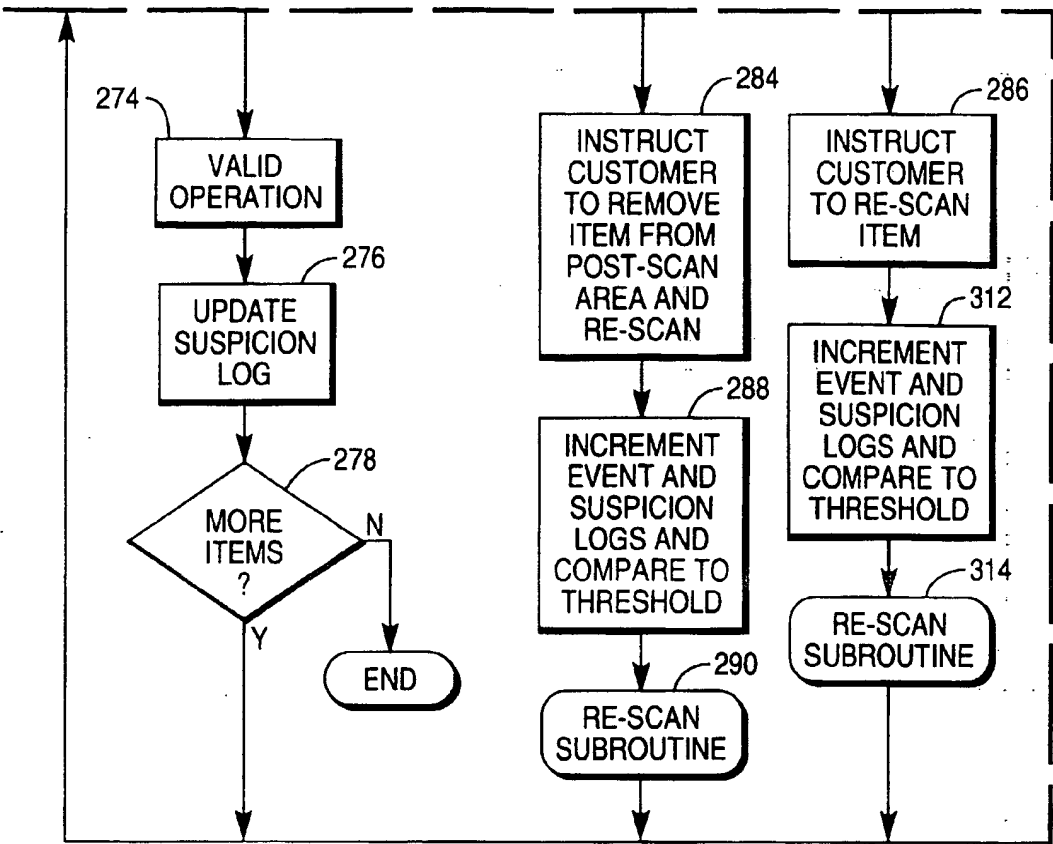 274
VALID
OPERATION
276
UPDATE
SUSPICION
LOG
278
MORE
ITEMS
?
N
Y
END
284
INSTRUCT
CUSTOMER
TO REMOVE
ITEM FROM
POST-SCAN
AREA AND
RE-SCAN
288
INCREMENT
EVENT AND
SUSPICION
LOGS AND
COMPARE TO
THRESHOLD
290
RE-SCAN
SUBROUTINE
286
INSTRUCT
CUSTOMER
TO RE-SCAN
ITEM
312
INCREMENT
EVENT AND
SUSPICION
LOGS AND
COMPARE TO
THRESHOLD
314
RE-SCAN
SUBROUTINE